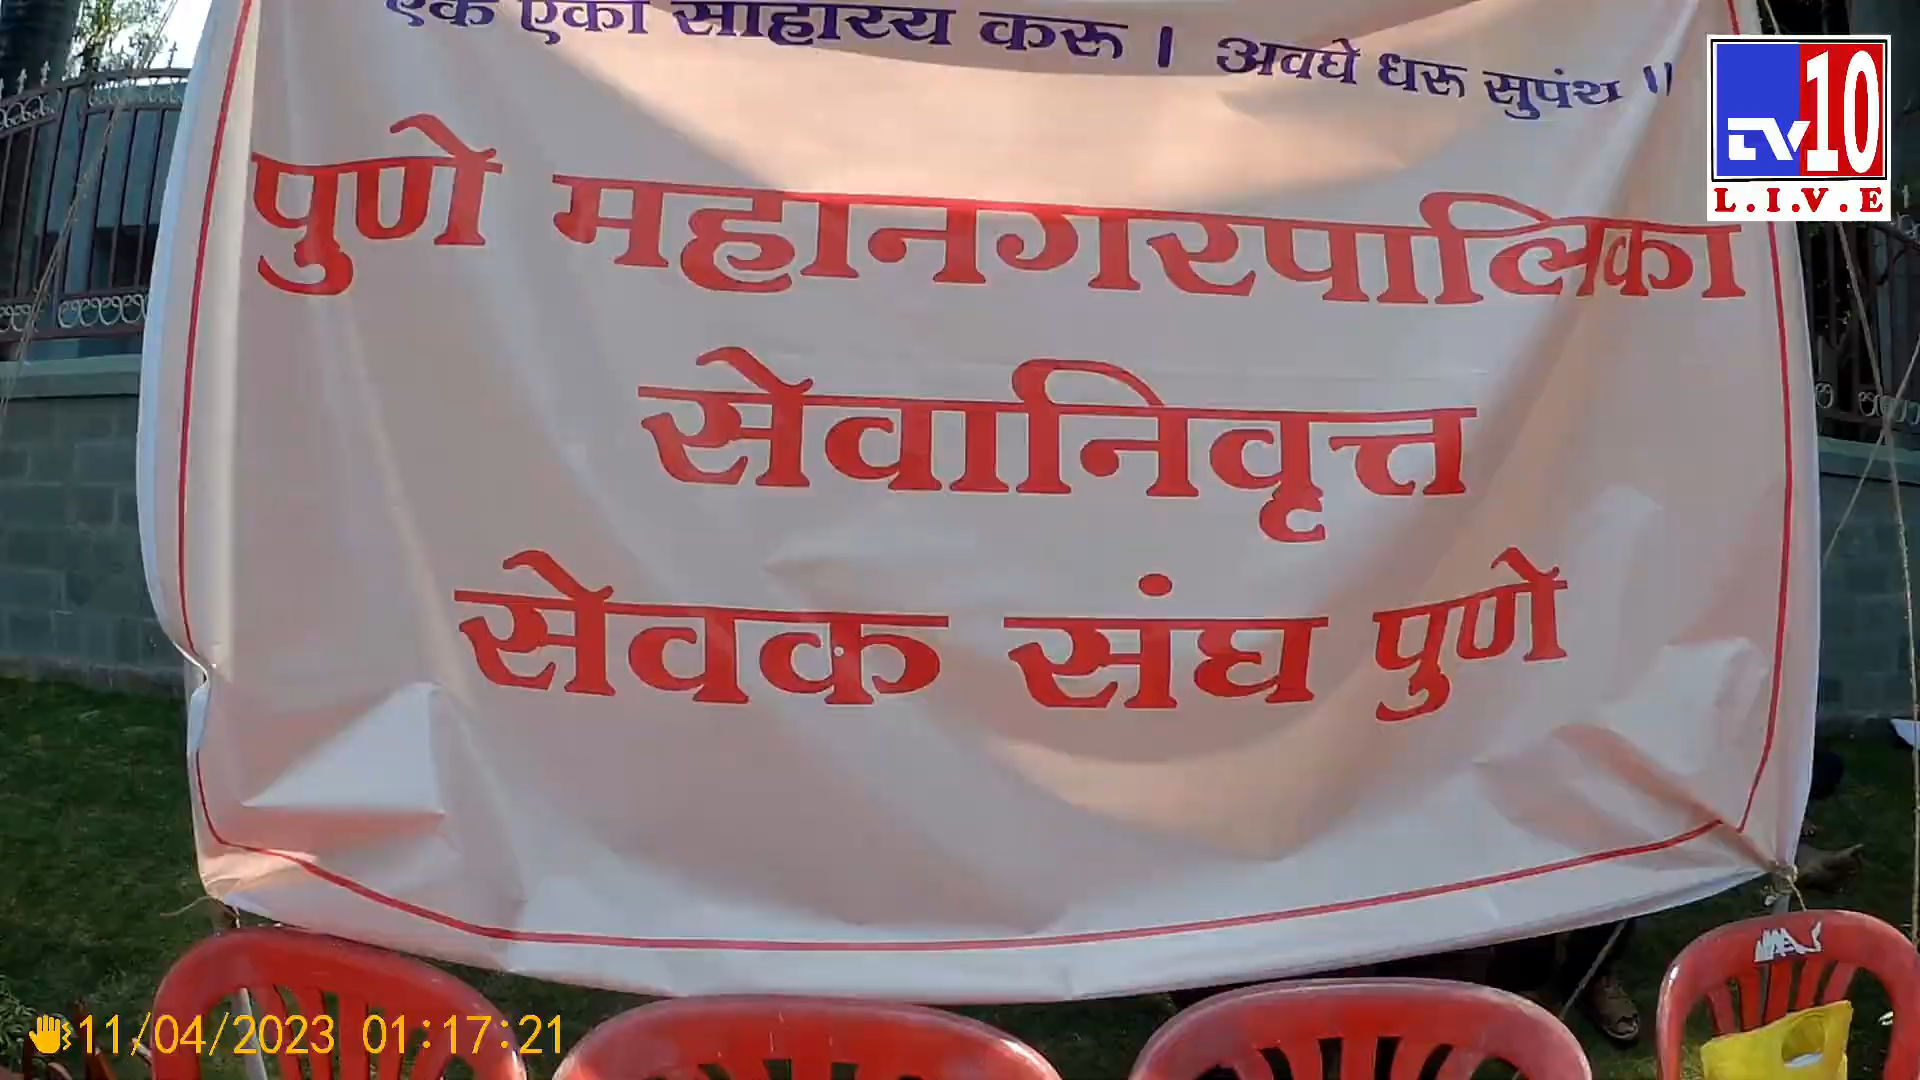 एक एका साहाय्य करू । अवघे धरू सुपंथ ॥
पुणे महानगरपालिका
सेवानिवृत्त
सेवक संघ पुणे
tv10
L.I.V.E
11/04/2023 01:17:21